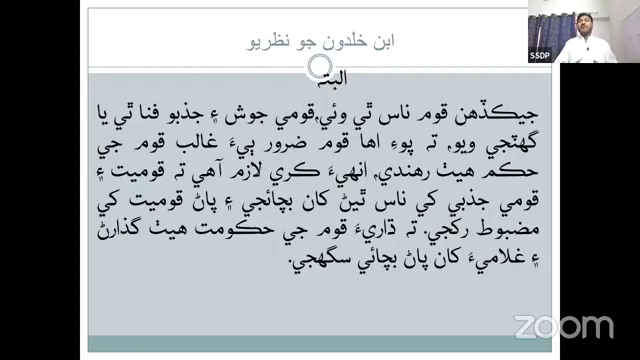 ابن خلدون جو نظريو
البتہ
جيڪڏهن قوم ناس ٿي وئي،قومي جوش ۽ جذبو فنا ٿي يا
گهٽجي ويو، تہ پوءِ اها قوم ضرور ٻيءَ غالب قوم جي
حڪم هيٺ رهندي، انهيءَ ڪري لازم آهي تہ قوميت ۽
قومي جذبي کي ناس ٿيڻ کان بچائجي ۽ پاڻ قوميت کي
مضبوط رکجي. تہ ڌاريءَ قوم جي حڪومت هيٺ گذارڻ
۽ غلاميءَ کان پاڻ بچائي سگهجي.
SSDP
zoom